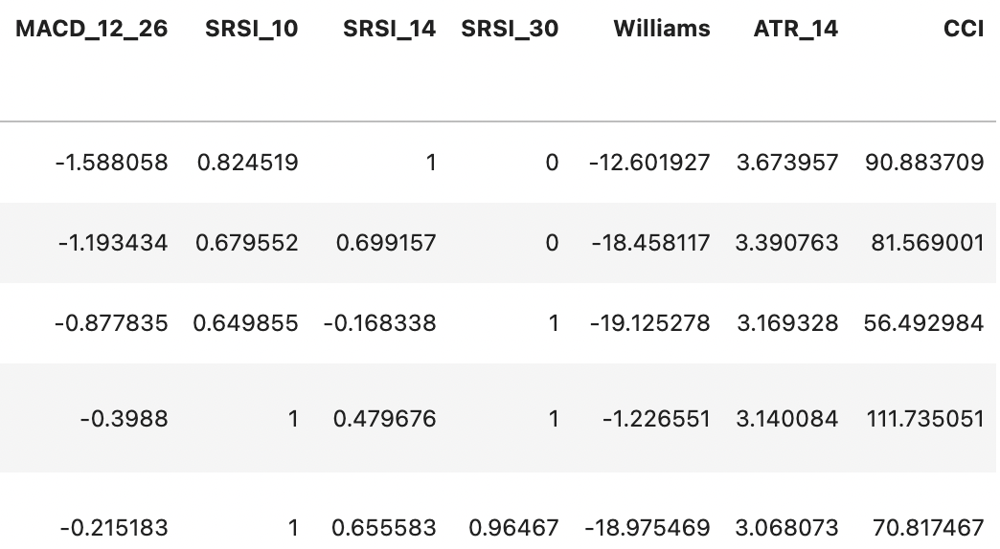 MACD_12_26 SRSI_10 SRSI_14 SRSI_30 Williams ATR_14 CCI
-1.588058 0.824519 1 0 -12.601927 3.673957 90.883709
-1.193434 0.679552 0.699157 0 -18.458117 3.390763 81.569001
-0.877835 0.649855 -0.168338 1 -19.125278 3.169328 56.492984
-0.3988 1 0.479676 1 -1.226551 3.140084 111.735051
-0.215183 1 0.655583 0.96467 -18.975469 3.068073 70.817467